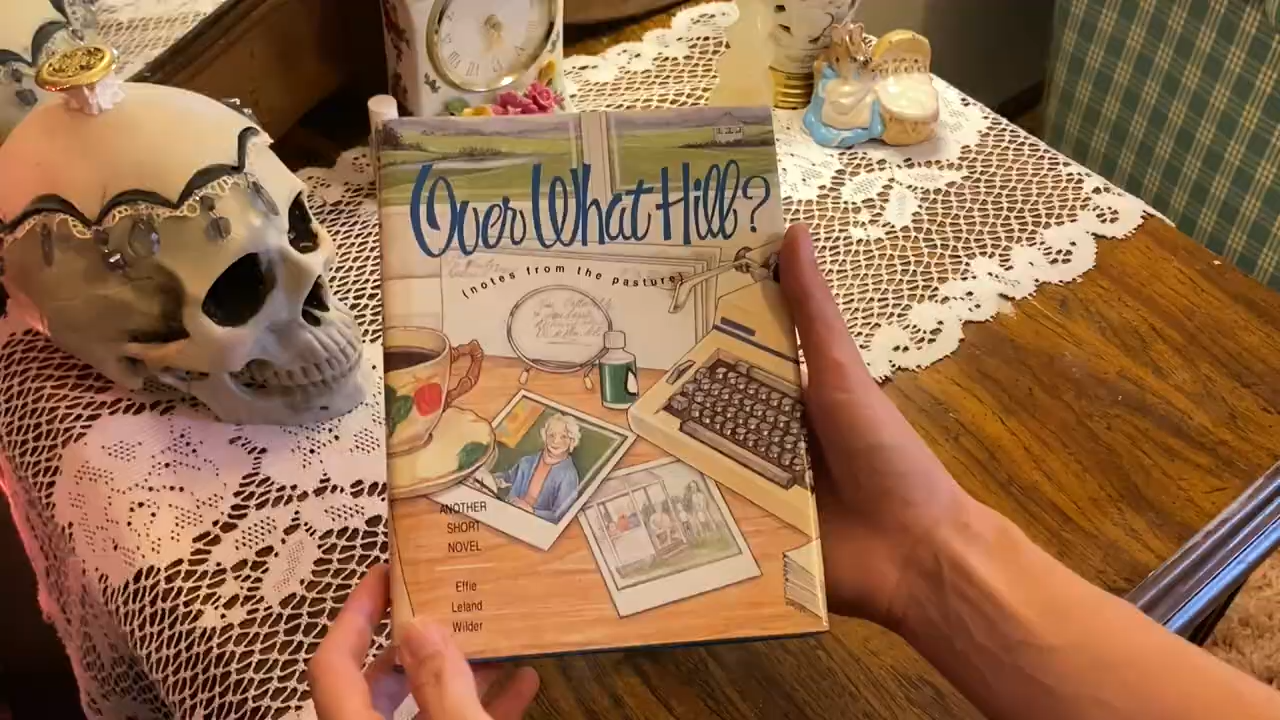 Over What Hill?
(notes from the pasture)
ANOTHER
SHORT
NOVEL
Effie
Leland
Wilder